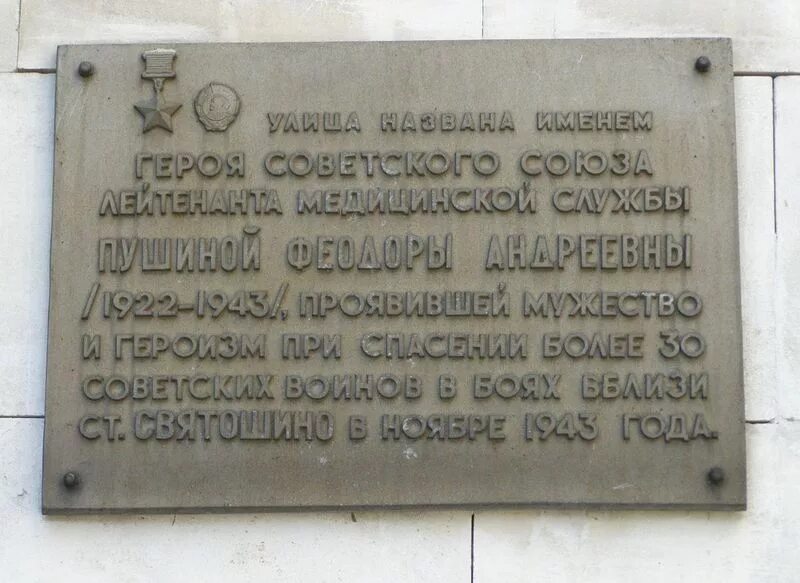 УЛИЦА НАЗВАНА ИМЕНЕМ
ГЕРОЯ СОВЕТСКОГО СОЮЗА
ЛЕЙТЕНАНТА МЕДИЦИНСКОЙ СЛУЖБЫ
ПУШИНОЙ ФЕОДОРЫ АНДРЕЕВНЫ
/1922-1943/, ПРОЯВИВШЕЙ МУЖЕСТВО
И ГЕРОИЗМ ПРИ СПАСЕНИИ БОЛЕЕ 30
СОВЕТСКИХ ВОИНОВ В БОЯХ ВБЛИЗИ
СТ. СВЯТОШИНО В НОЯБРЕ 1943 ГОДА.